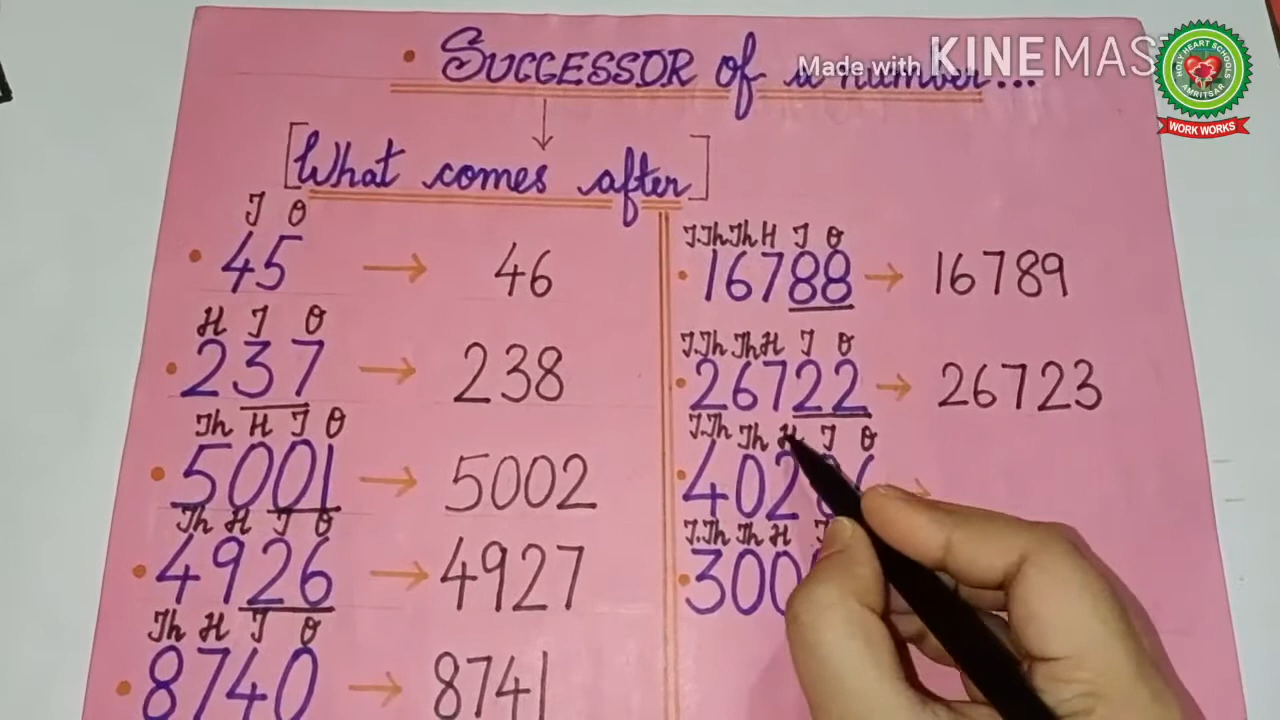 • SUCCESSOR of a number...
Made with KINEMAS
HOLY HEART SCHOOLS
AMRITSAR
WORK WORKS
[What comes after]
T O
• 45 → 46
H T O
• 237 → 238
Th H T O
• 5001 → 5002
Th H T O
• 4926 → 4927
Th H T O
• 8740 → 8741
T.Th Th H T O
• 16788 → 16789
T.Th Th H T O
• 26722 → 26723
T.Th Th H T O
• 402
T.Th Th H T
• 300